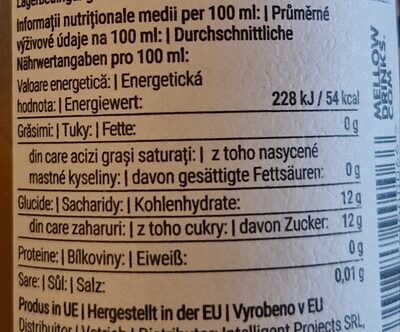 Informații nutriționale medii per 100 ml: | Průměrné
výživové údaje na 100 ml: | Durchschnittliche
Nährwertangaben pro 100 ml:
Valoare energetică: | Energetická
hodnota: | Energiewert: 228 kJ / 54 kcal
Grăsimi: | Tuky: | Fette: 0 g
din care acizi grași saturați: | z toho nasycené
mastné kyseliny: | davon gesättigte Fettsäuren: 0 g
Glucide: | Sacharidy: | Kohlenhydrate: 12 g
din care zaharuri: | z toho cukry: | davon Zucker: 12 g
Proteine: | Bílkoviny: | Eiweiß: 0 g
Sare: | Sůl: | Salz: 0,01 g
Produs in UE | Hergestellt in der EU | Vyrobeno v EU
Distribuitor | Vertrieb | Distributor: Intelligent Projects SRL,
MELLOW
DRINKS